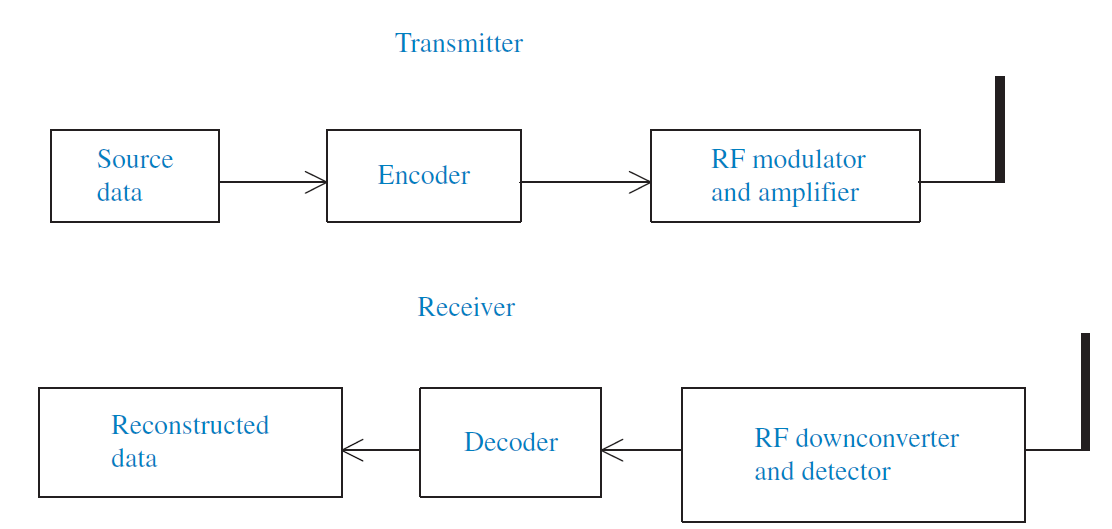 Transmitter
Source
data
Encoder
RF modulator
and amplifier
Receiver
Reconstructed
data
Decoder
RF downconverter
and detector